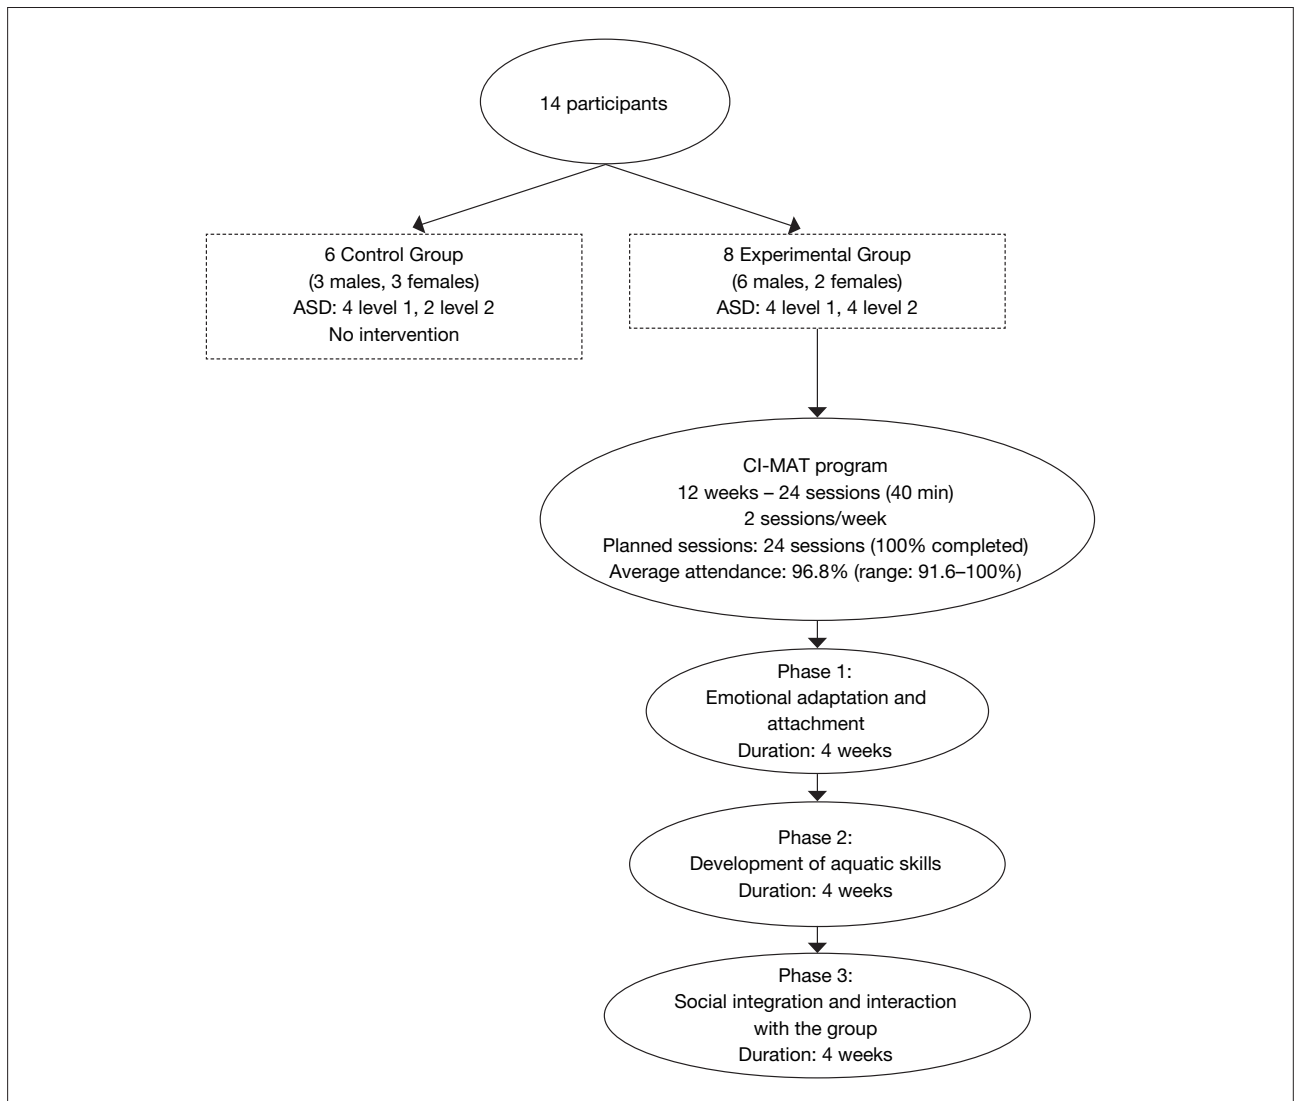 14 participants
6 Control Group
(3 males, 3 females)
ASD: 4 level 1, 2 level 2
No intervention
8 Experimental Group
(6 males, 2 females)
ASD: 4 level 1, 4 level 2
CI-MAT program
12 weeks – 24 sessions (40 min)
2 sessions/week
Planned sessions: 24 sessions (100% completed)
Average attendance: 96.8% (range: 91.6–100%)
Phase 1:
Emotional adaptation and
attachment
Duration: 4 weeks
Phase 2:
Development of aquatic skills
Duration: 4 weeks
Phase 3:
Social integration and interaction
with the group
Duration: 4 weeks